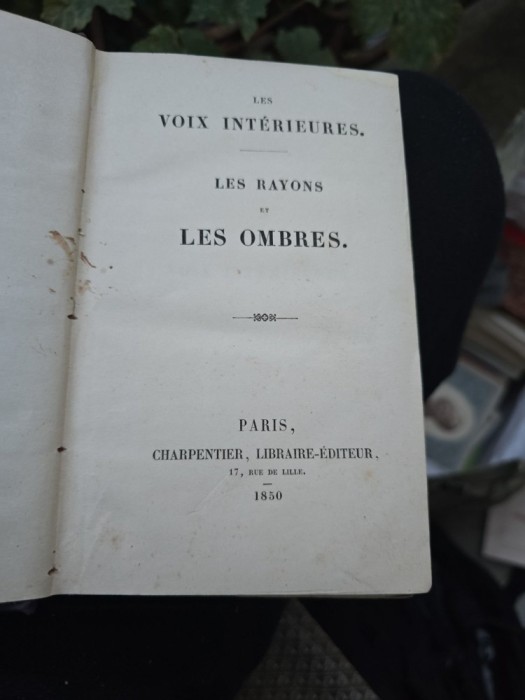 LES
VOIX INTÉRIEURES.
LES RAYONS
ET
LES OMBRES.
PARIS,
CHARPENTIER, LIBRAIRE-ÉDITEUR,
17, RUE DE LILLE.
1850